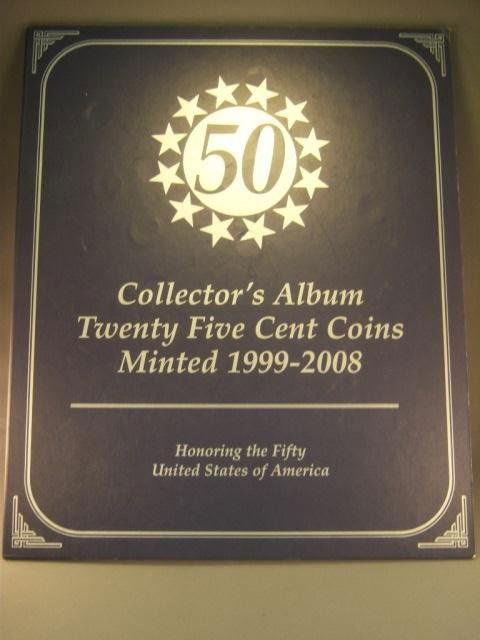 50
Collector's Album
Twenty Five Cent Coins
Minted 1999-2008
Honoring the Fifty
United States of America